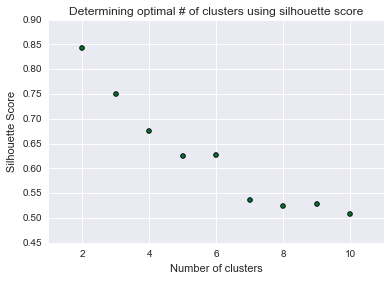 Determining optimal # of clusters using silhouette score
0.90
0.85
0.80
0.75
0.70
0.65
0.60
0.55
0.50
0.45
Silhouette Score
2 4 6 8 10
Number of clusters